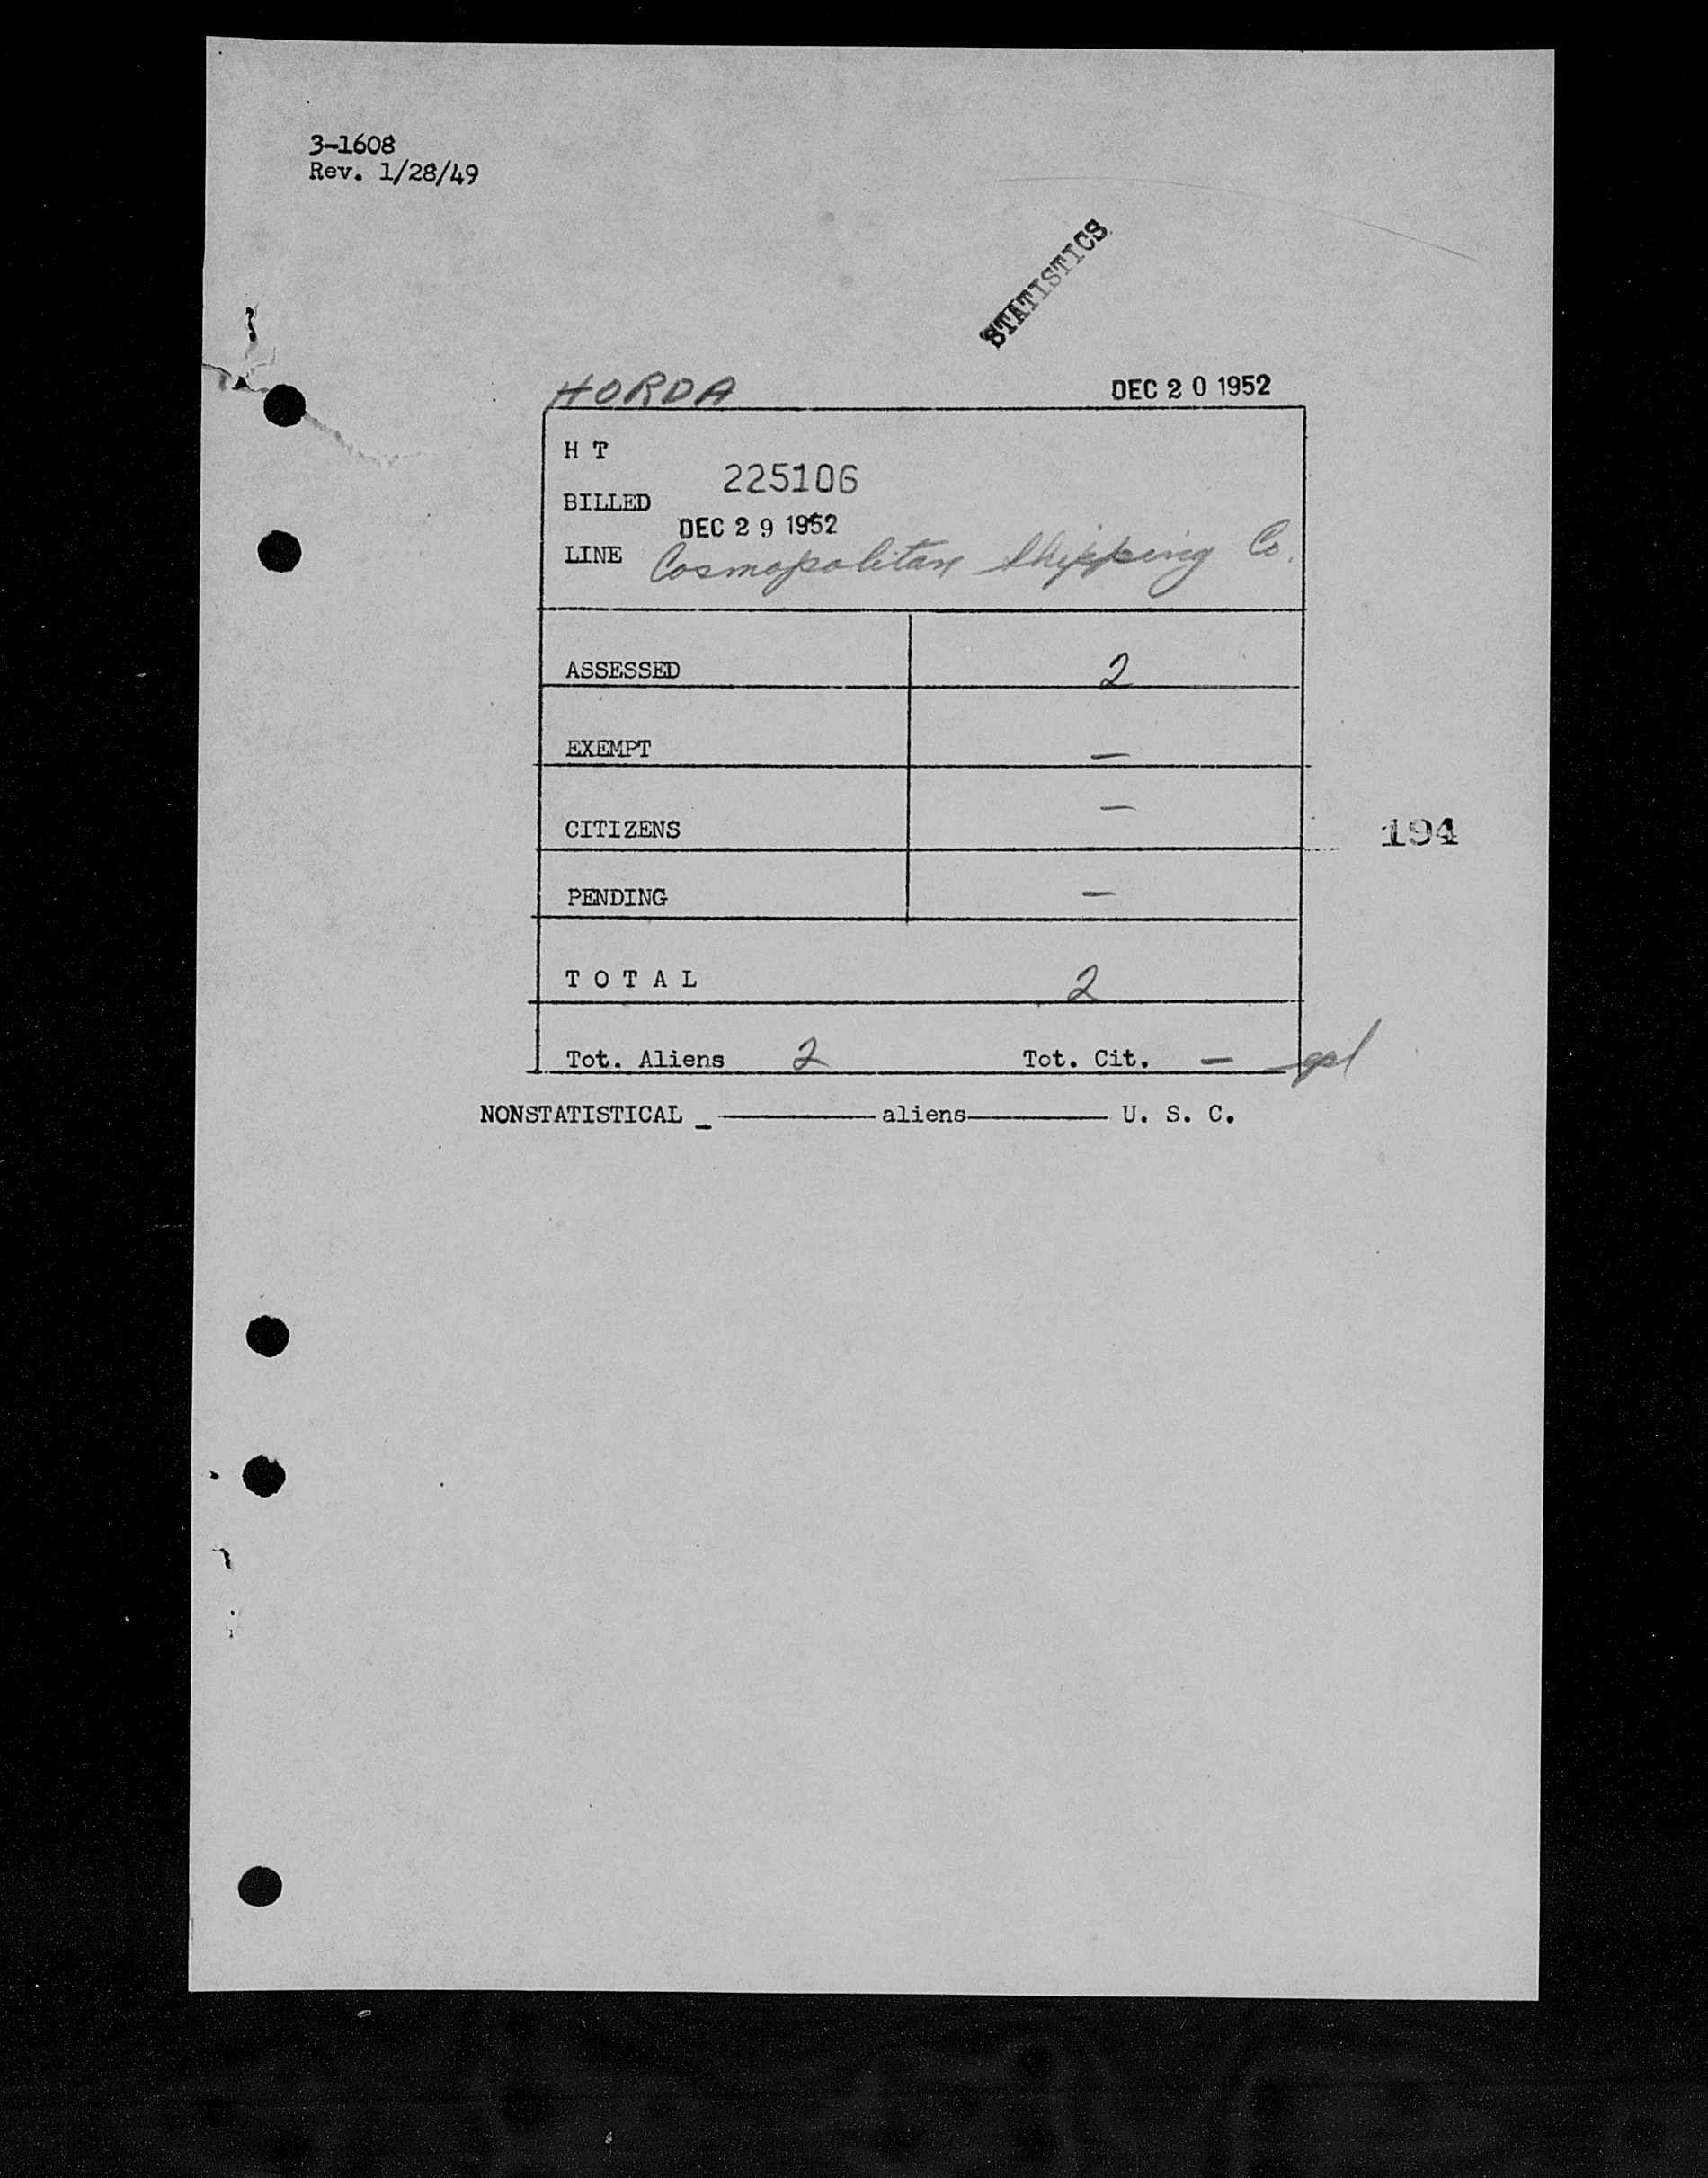 3-1608
Rev. 1/28/49
STATISTICS
HORDA DEC 20 1952
H T
225106
BILLED
DEC 29 1952
LINE Cosmopolitan Shipping Co.
ASSESSED 2
EXEMPT —
CITIZENS —
194
PENDING —
T O T A L 2
Tot. Aliens 2 Tot. Cit. —
NONSTATISTICAL _ ———— aliens ———— U. S. C.